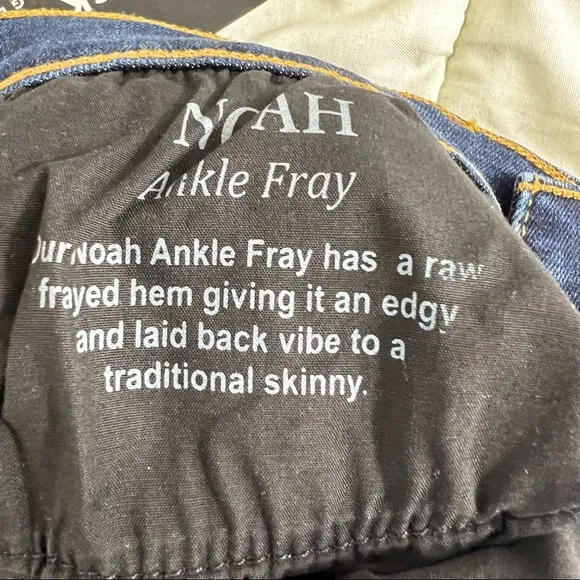 NOAH
Ankle Fray
Our Noah Ankle Fray has a raw
frayed hem giving it an edgy
and laid back vibe to a
traditional skinny.